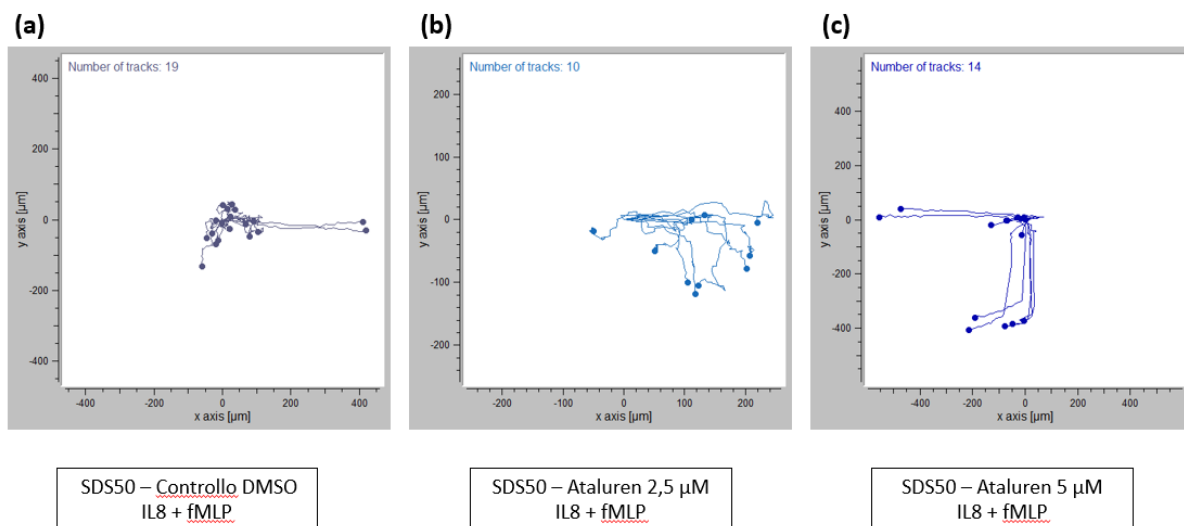 (a)
(b)
(c)
Number of tracks: 19
Number of tracks: 10
Number of tracks: 14
400
200
0
-200
-400
y axis [µm]
-400
-200
0
200
400
x axis [µm]
200
100
0
-100
-200
y axis [µm]
-200
-100
0
100
200
x axis [µm]
400
200
0
-200
-400
y axis [µm]
-400
-200
0
200
400
600
x axis [µm]
SDS50 – Controllo DMSO
IL8 + fMLP
SDS50 – Ataluren 2,5 µM
IL8 + fMLP
SDS50 – Ataluren 5 µM
IL8 + fMLP